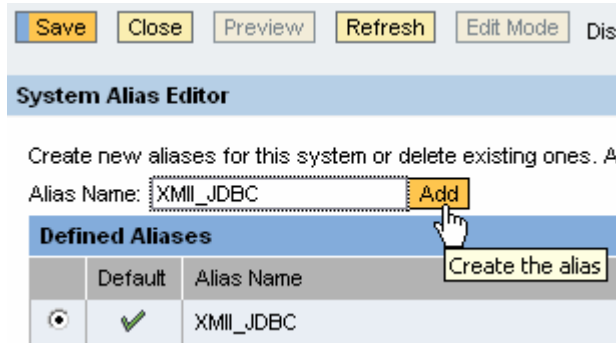 Save Close Preview Refresh Edit Mode Dis
System Alias Editor
Create new aliases for this system or delete existing ones. A
Alias Name: XMII_JDBC Add
Defined Aliases
Create the alias
Default Alias Name
XMII_JDBC